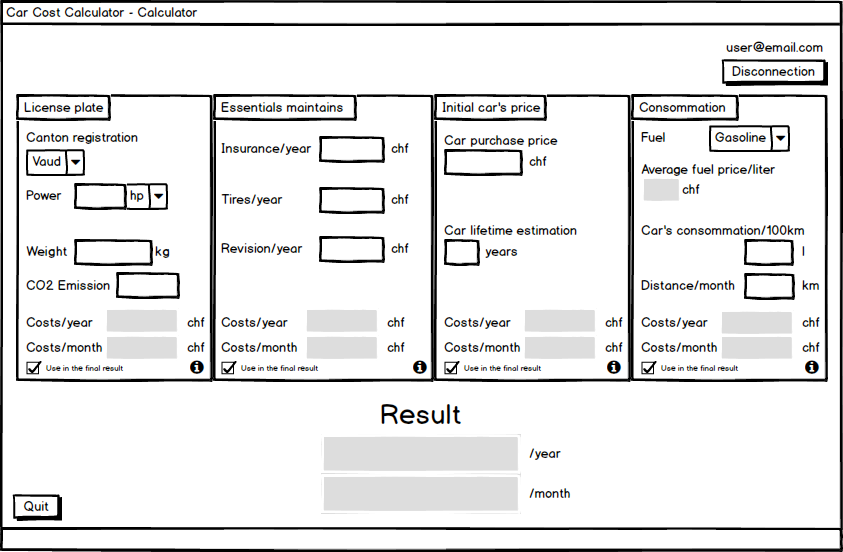 Car Cost Calculator - Calculator
user@email.com
Disconnection
License plate
Canton registration
Vaud
Power hp
Weight kg
CO2 Emission
Costs/year chf
Costs/month chf
Use in the final result
Essentials maintains
Insurance/year chf
Tires/year chf
Revision/year chf
Costs/year chf
Costs/month chf
Use in the final result
Initial car's price
Car purchase price
chf
Car lifetime estimation
years
Costs/year chf
Costs/month chf
Use in the final result
Consommation
Fuel Gasoline
Average fuel price/liter
chf
Car's consommation/100km
l
Distance/month km
Costs/year chf
Costs/month chf
Use in the final result
Result
/year
/month
Quit